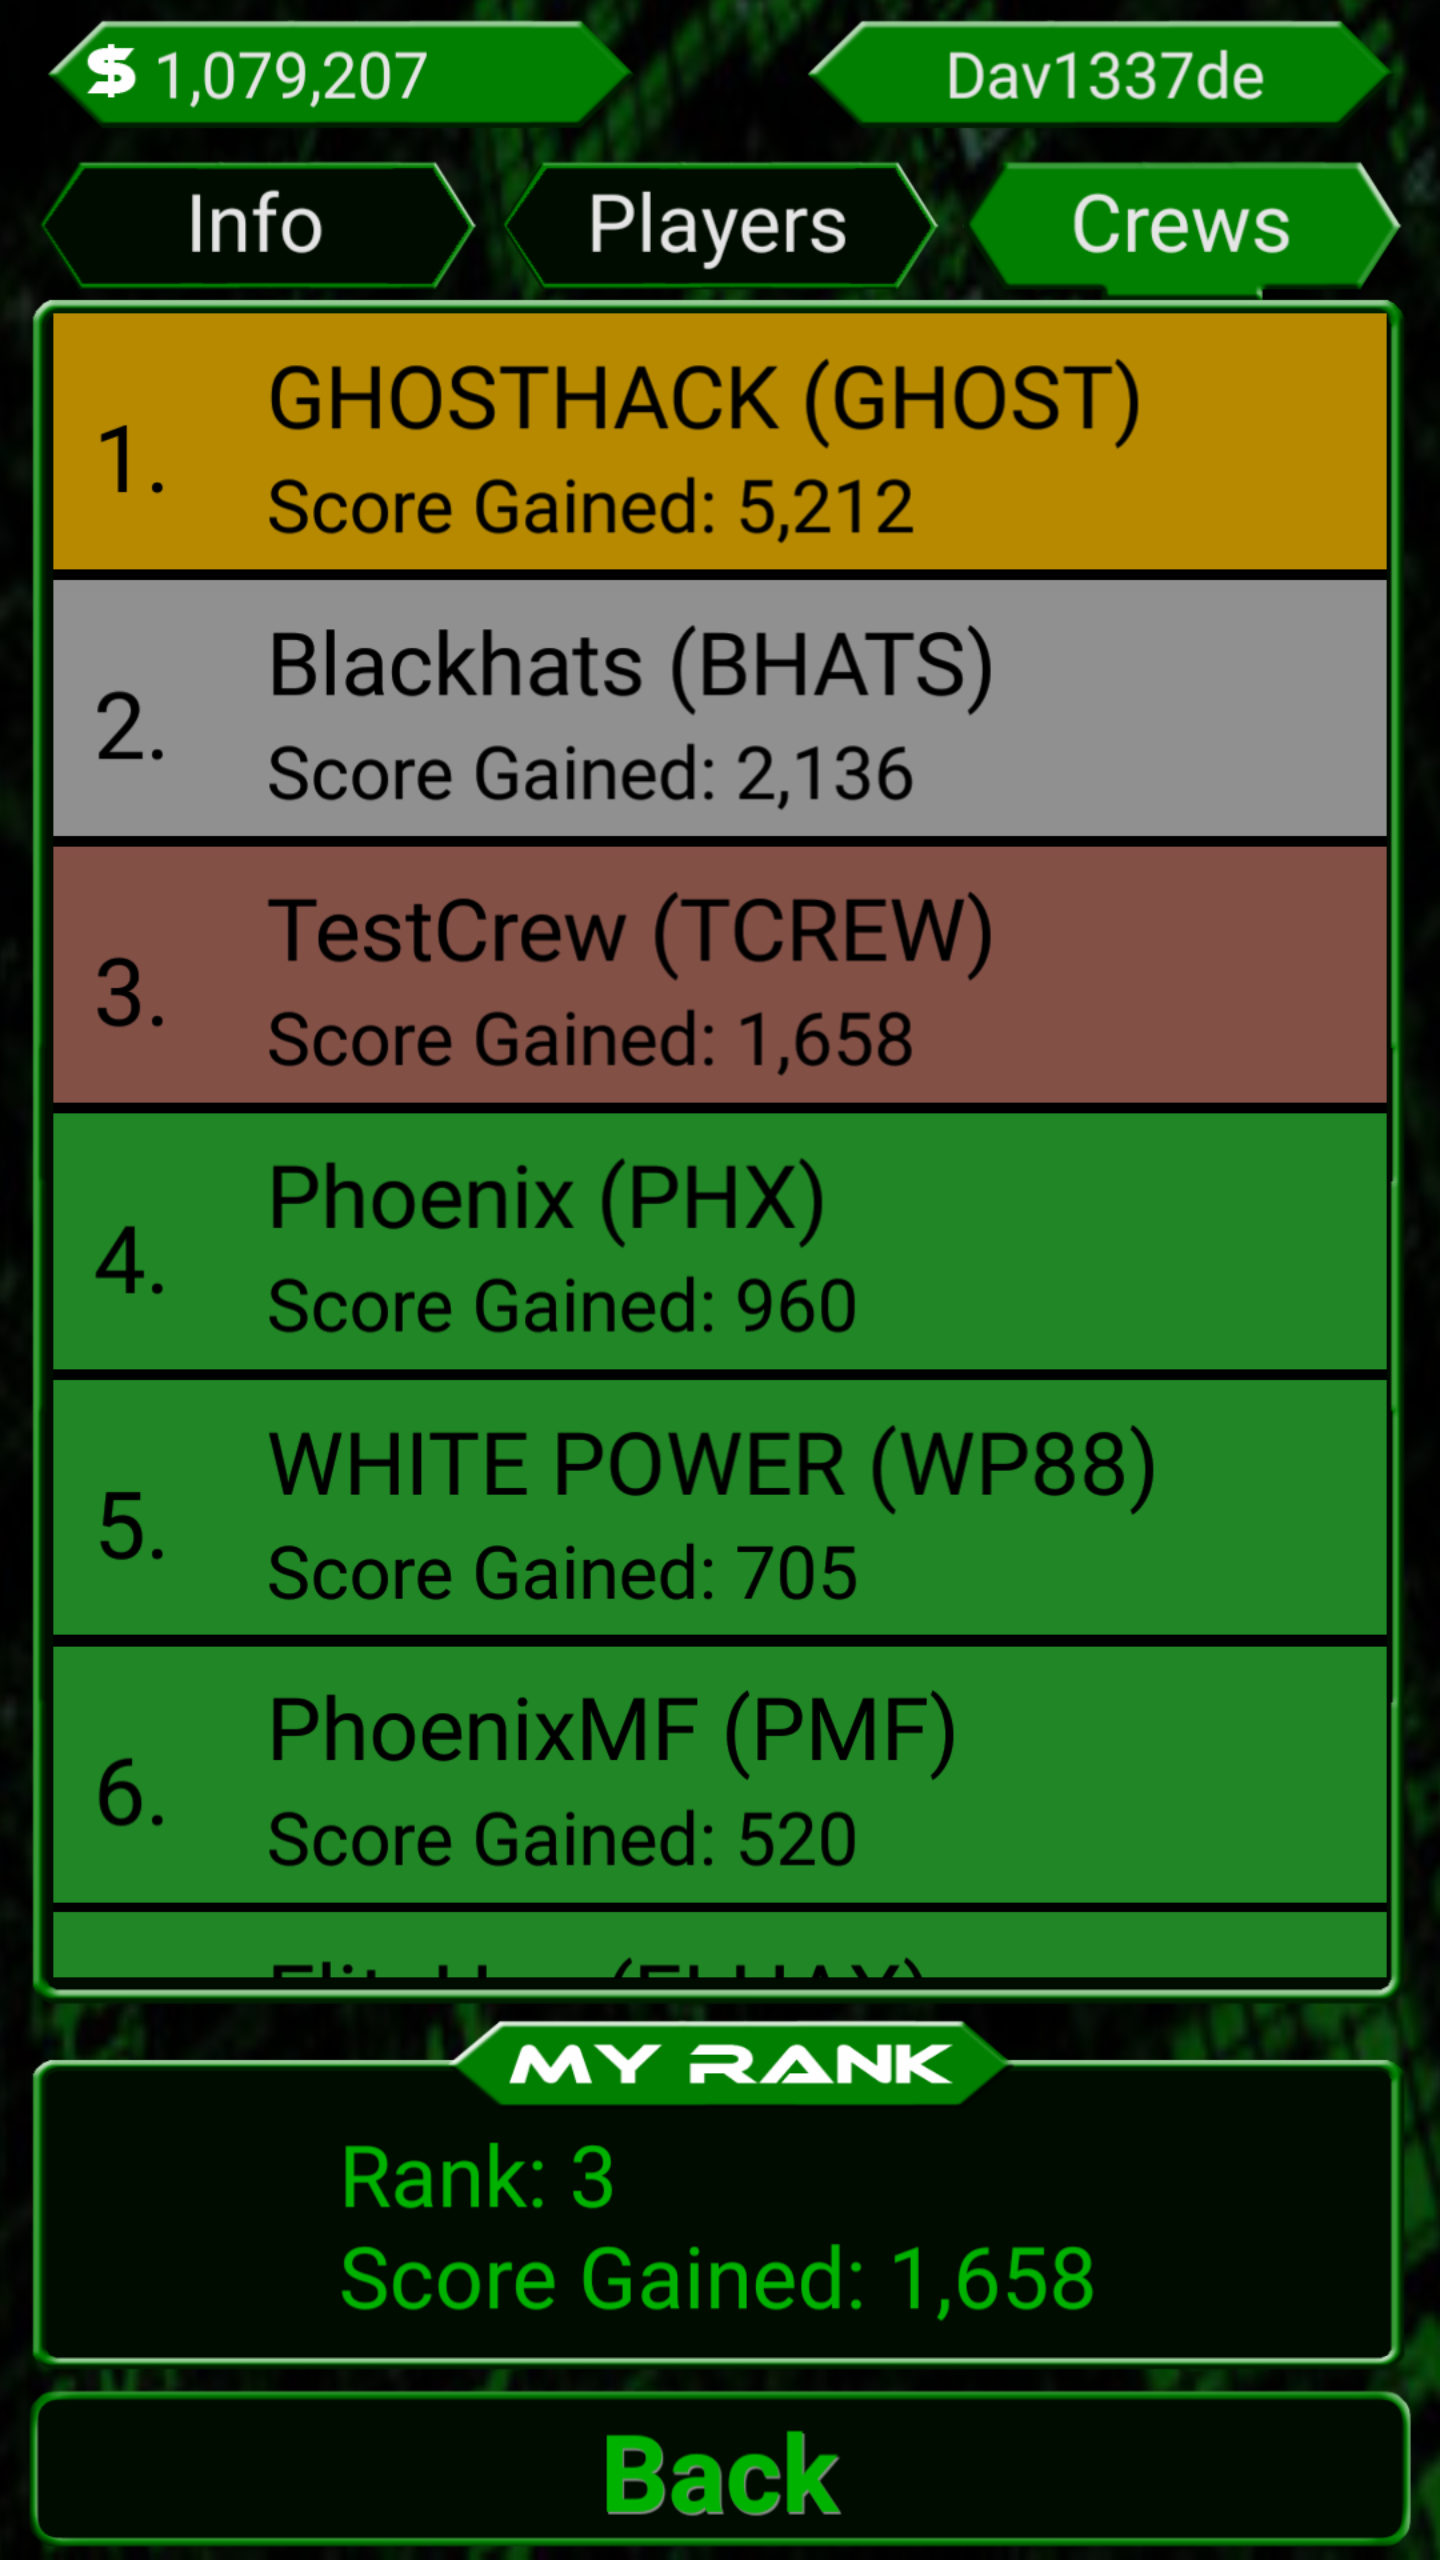 $ 1,079,207
Dav1337de
Info
Players
Crews
1.
GHOSTHACK (GHOST)
Score Gained: 5,212
2.
Blackhats (BHATS)
Score Gained: 2,136
3.
TestCrew (TCREW)
Score Gained: 1,658
4.
Phoenix (PHX)
Score Gained: 960
5.
WHITE POWER (WP88)
Score Gained: 705
6.
PhoenixMF (PMF)
Score Gained: 520
MY RANK
Rank: 3
Score Gained: 1,658
Back